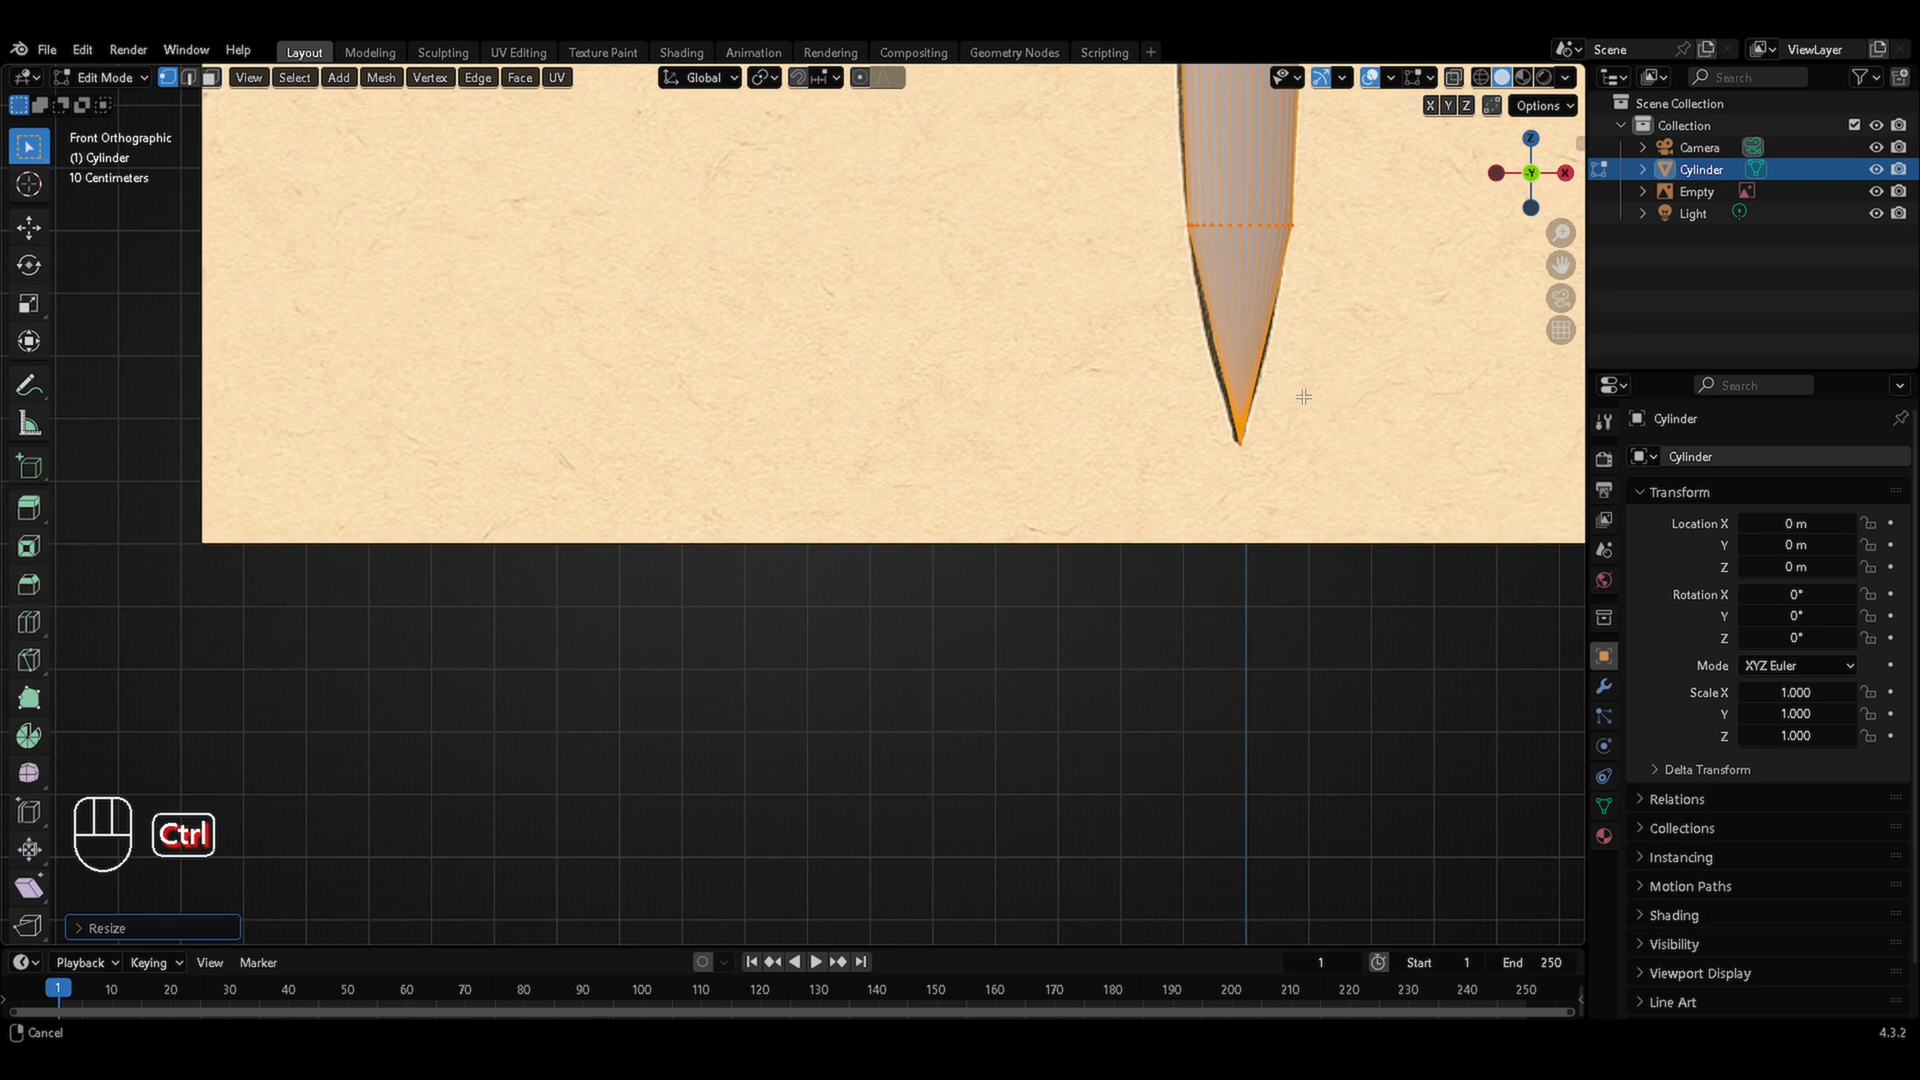 File Edit Render Window Help Layout Modeling Sculpting UV Editing Texture Paint Shading Animation Rendering Compositing Geometry Nodes Scripting + Scene ViewLayer
Edit Mode View Select Add Mesh Vertex Edge Face UV Global Search
X Y Z Options
Scene Collection
Collection
Camera
Cylinder
Empty
Light
Front Orthographic
(1) Cylinder
10 Centimeters
Z
-Y
X
Search
Cylinder
Cylinder
Transform
Location X 0 m
Y 0 m
Z 0 m
Rotation X 0°
Y 0°
Z 0°
Mode XYZ Euler
Scale X 1.000
Y 1.000
Z 1.000
Delta Transform
Relations
Collections
Instancing
Motion Paths
Shading
Visibility
Viewport Display
Line Art
Ctrl
Resize
Playback Keying View Marker 1 Start 1 End 250
1 10 20 30 40 50 60 70 80 90 100 110 120 130 140 150 160 170 180 190 200 210 220 230 240 250
Cancel 4.3.2